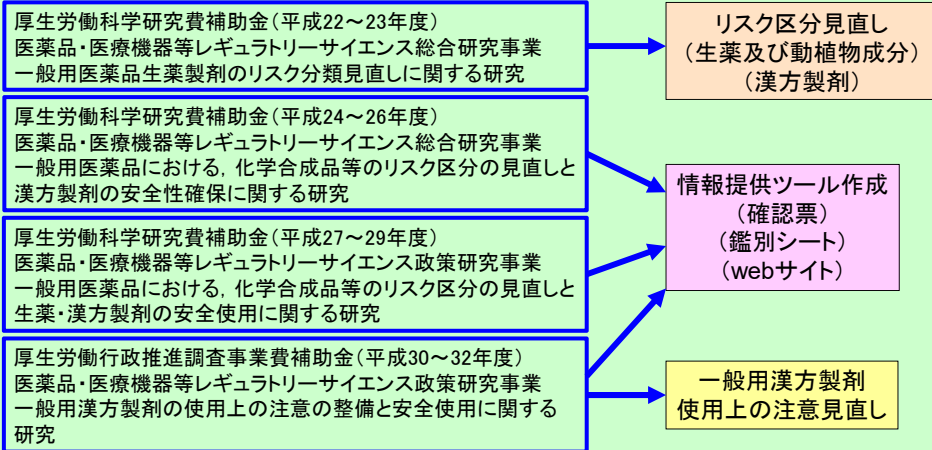 厚生労働科学研究費補助金(平成22～23年度)
医薬品・医療機器等レギュラトリーサイエンス総合研究事業
一般用医薬品生薬製剤のリスク分類見直しに関する研究
リスク区分見直し
(生薬及び動植物成分)
(漢方製剤)
厚生労働科学研究費補助金(平成24～26年度)
医薬品・医療機器等レギュラトリーサイエンス総合研究事業
一般用医薬品における，化学合成品等のリスク区分の見直しと
漢方製剤の安全性確保に関する研究
厚生労働科学研究費補助金(平成27～29年度)
医薬品・医療機器等レギュラトリーサイエンス政策研究事業
一般用医薬品における，化学合成品等のリスク区分の見直しと
生薬・漢方製剤の安全使用に関する研究
情報提供ツール作成
(確認票)
(鑑別シート)
(webサイト)
厚生労働行政推進調査事業費補助金(平成30～32年度)
医薬品・医療機器等レギュラトリーサイエンス政策研究事業
一般用漢方製剤の使用上の注意の整備と安全使用に関する
研究
一般用漢方製剤
使用上の注意見直し